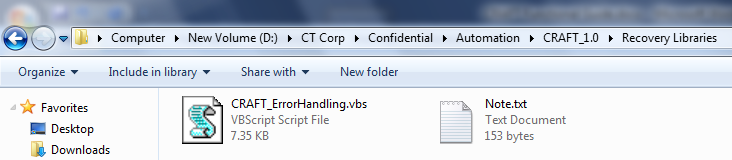 Computer New Volume (D:) CT Corp Confidential Automation CRAFT_1.0 Recovery Libraries
Organize Include in library Share with New folder
Favorites
Desktop
Downloads
CRAFT_ErrorHandling.vbs
VBScript Script File
7.35 KB
Note.txt
Text Document
153 bytes